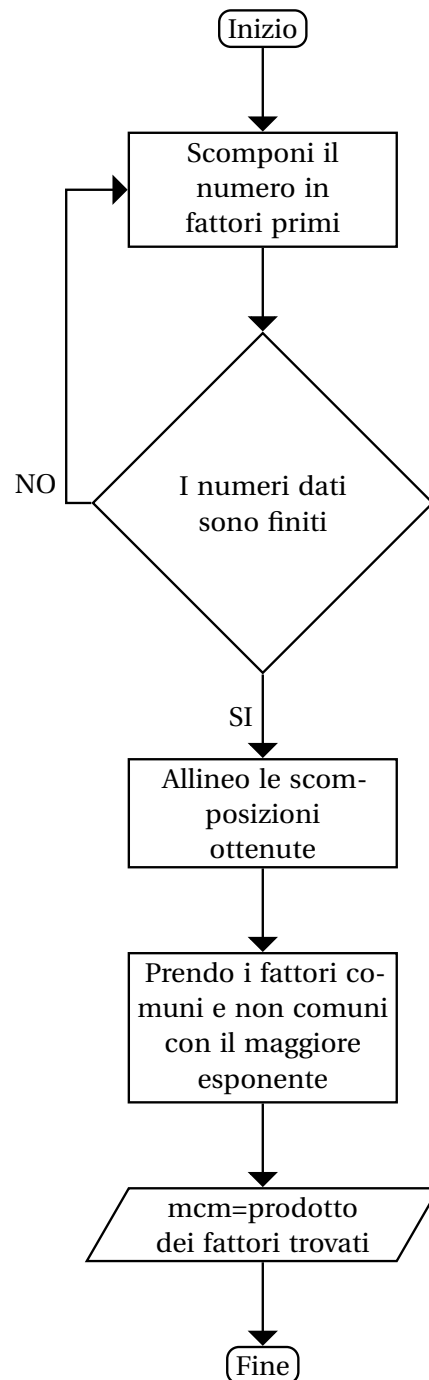 Inizio
Scomponi il
numero in
fattori primi
I numeri dati
sono finiti
NO
SI
Allineo le scom-
posizioni
ottenute
Prendo i fattori co-
muni e non comuni
con il maggiore
esponente
mcm=prodotto
dei fattori trovati
Fine